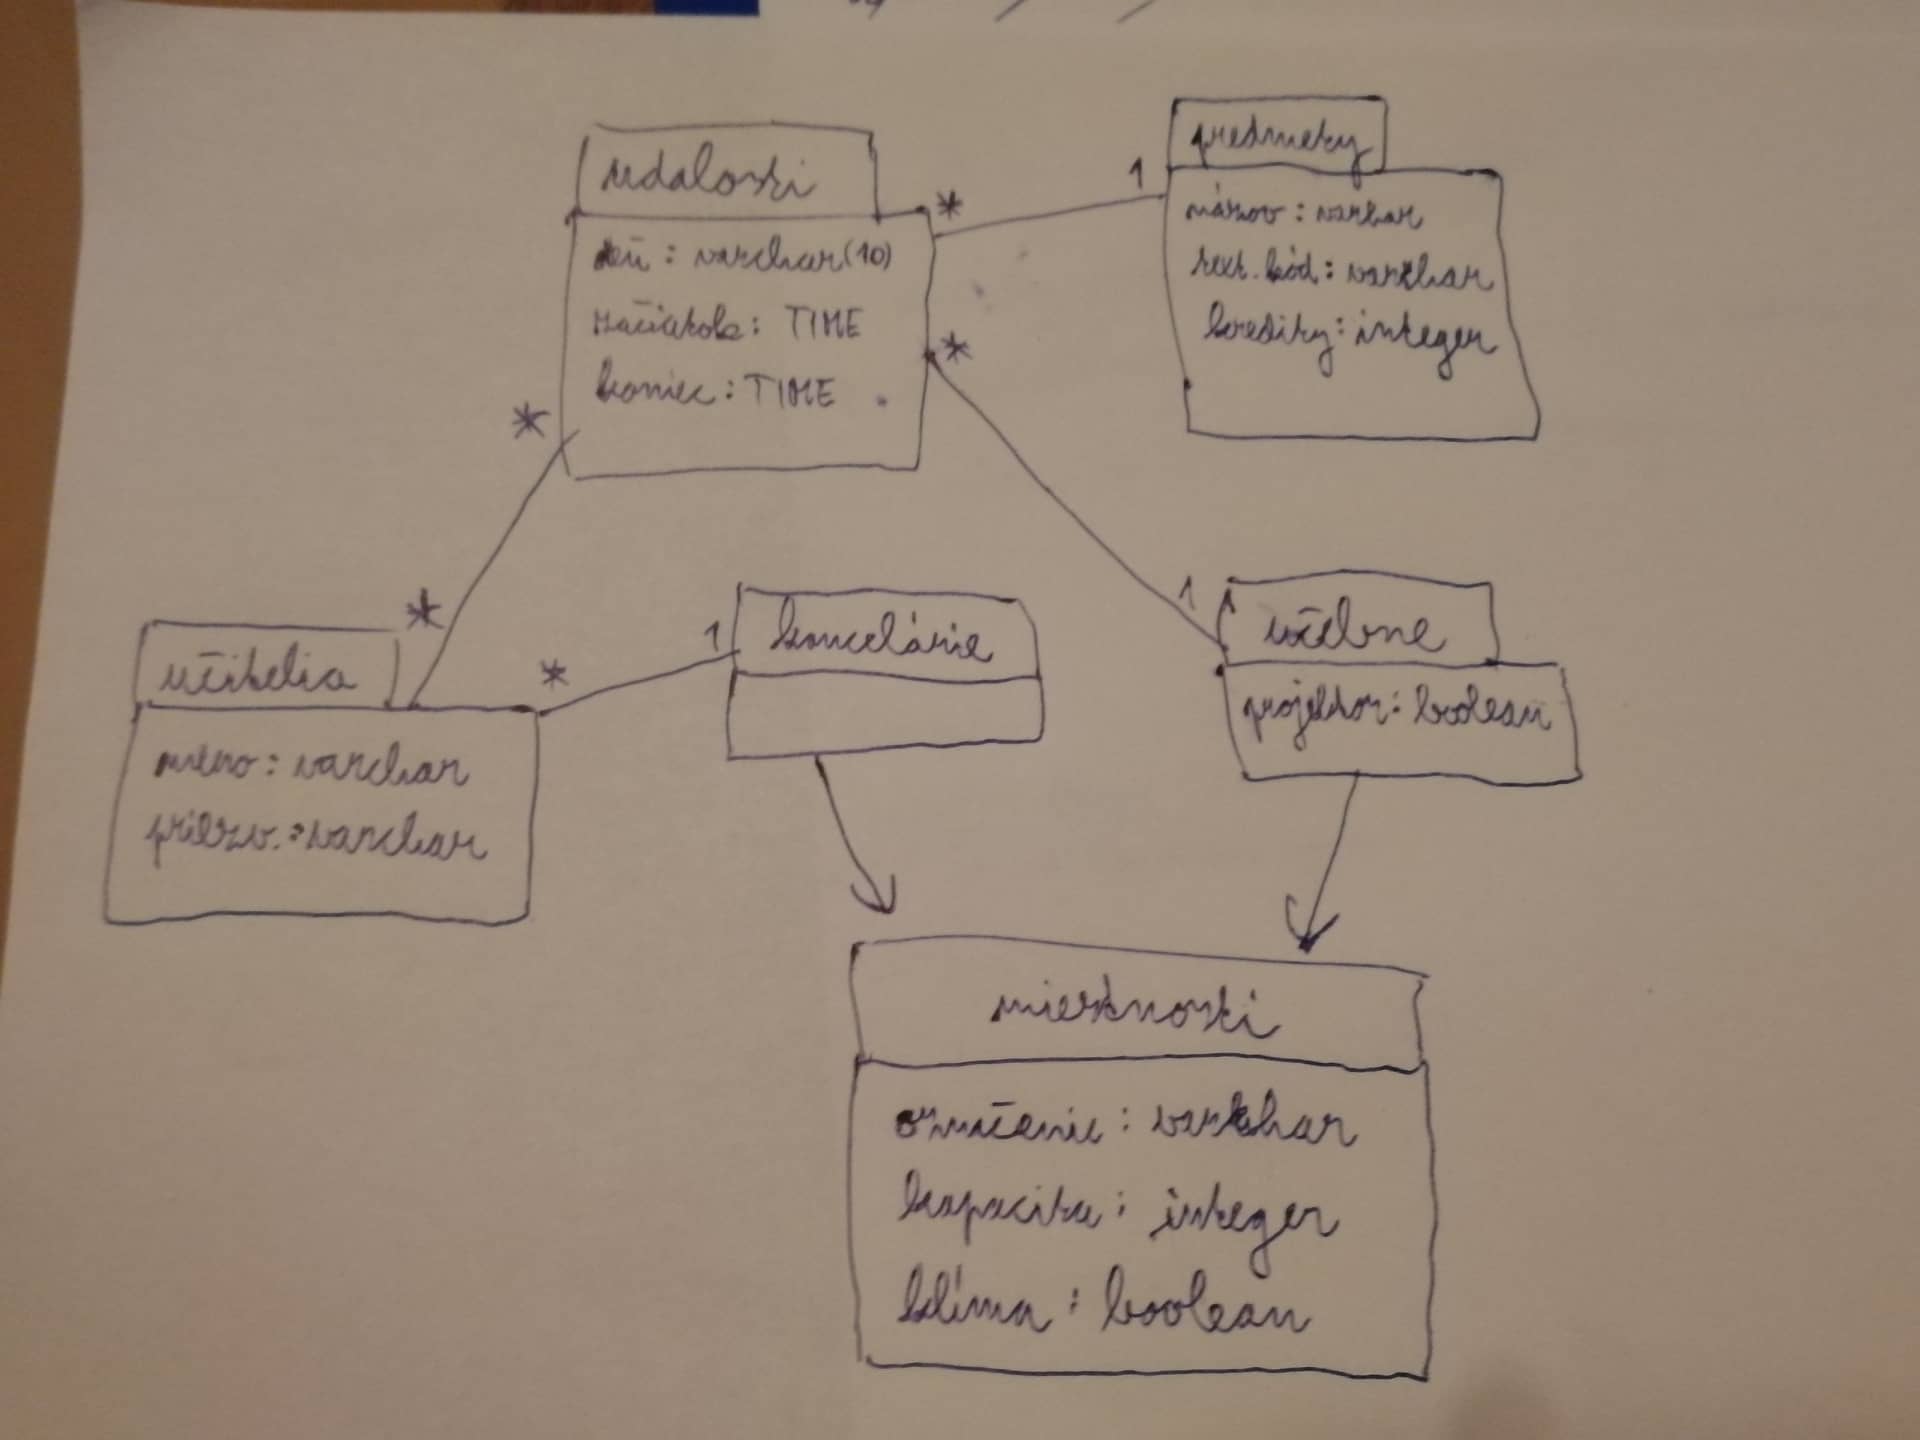 udalosti
deň : varchar(10)
začiatok : TIME
koniec : TIME
*
*
*
1
predmety
názov : varchar
text. kód : varchar
kredity : integer
*
učitelia
meno : varchar
priezv. : varchar
*
1
kancelárie
1
učebne
projektor : boolean
miestnosti
označenie : varchar
kapacita : integer
klíma : boolean